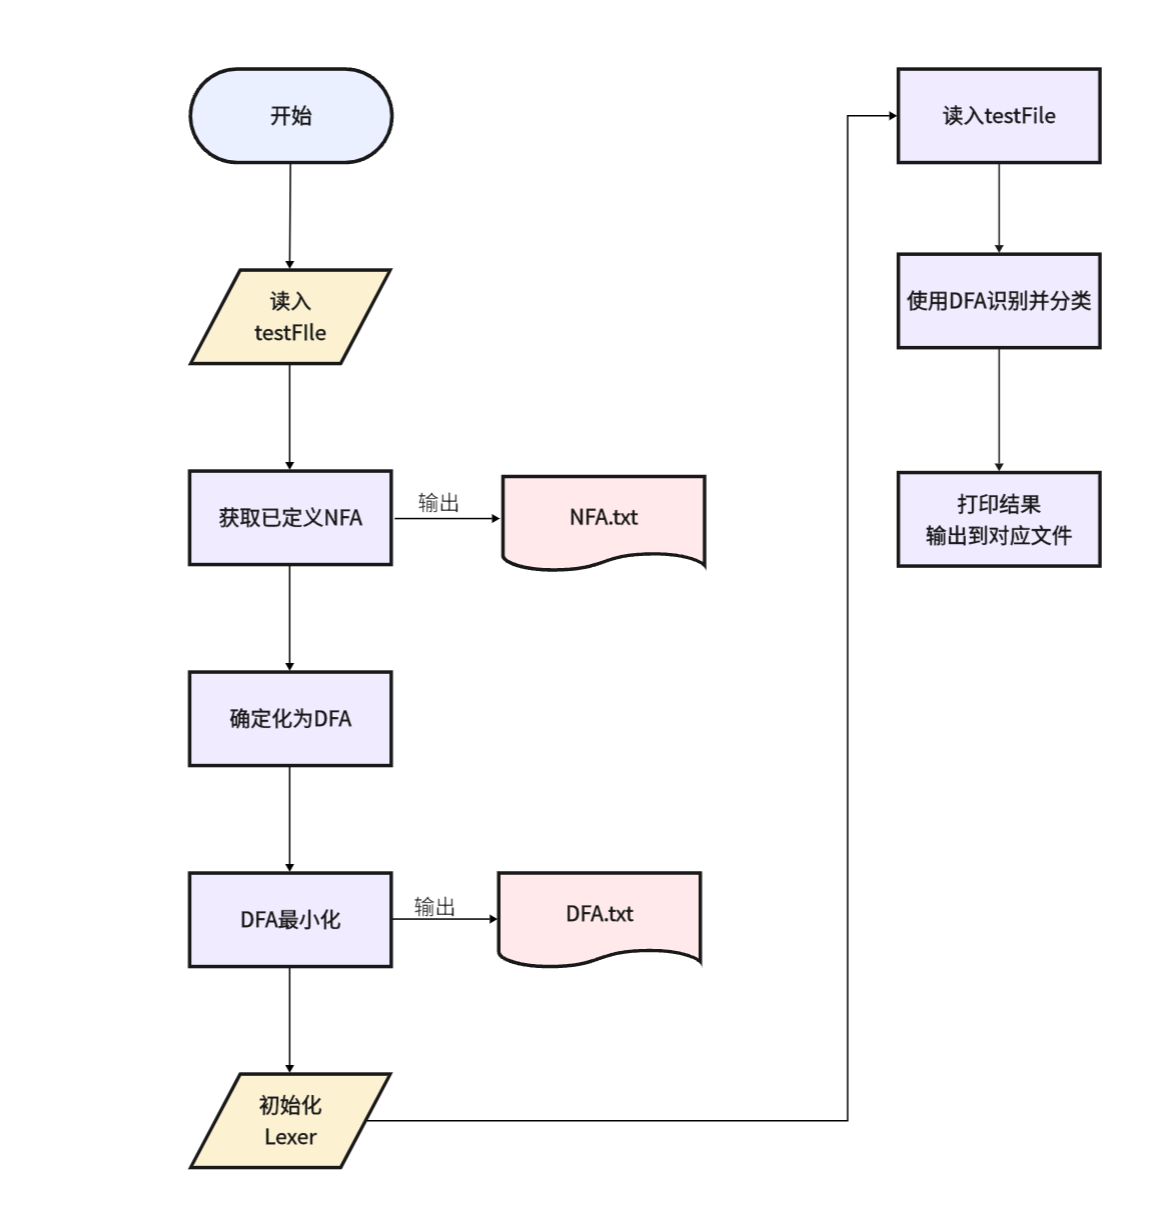 开始
读入
testFIle
获取已定义NFA
输出
NFA.txt
确定化为DFA
DFA最小化
输出
DFA.txt
初始化
Lexer
读入testFile
使用DFA识别并分类
打印结果
输出到对应文件